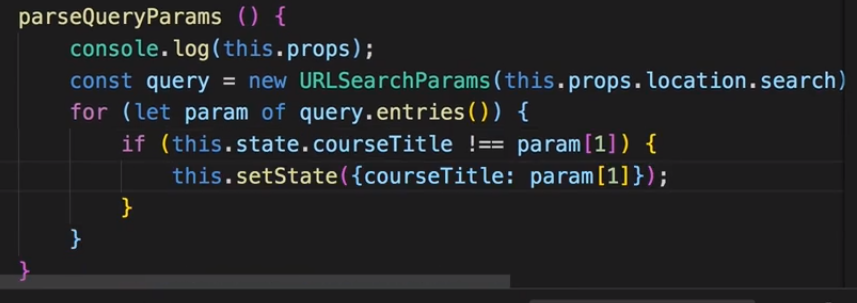 parseQueryParams () {
console.log(this.props);
const query = new URLSearchParams(this.props.location.search)
for (let param of query.entries()) {
if (this.state.courseTitle !== param[1]) {
this.setState({courseTitle: param[1]});
}
}
}